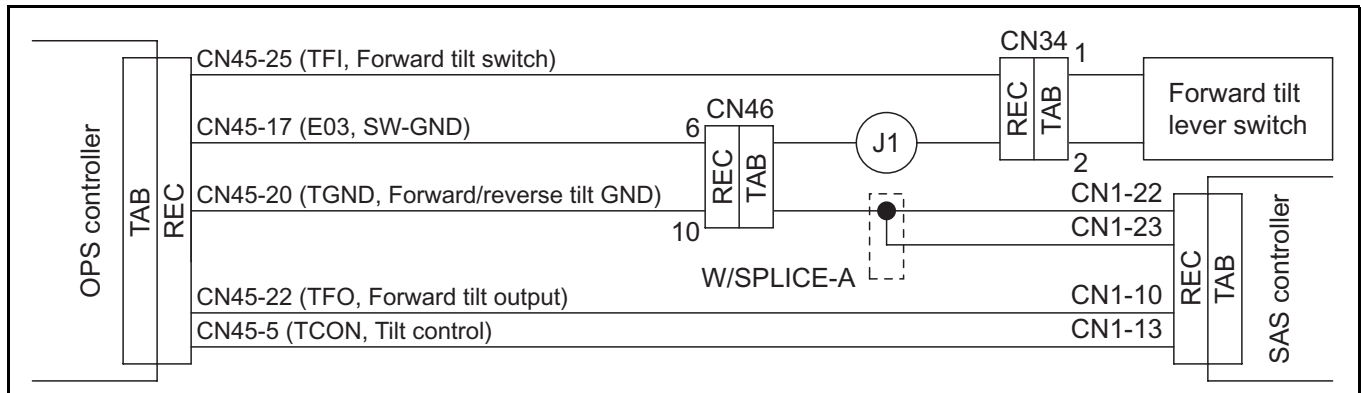 CN34
1
CN45-25 (TFI, Forward tilt switch)
REC
TAB
Forward tilt
lever switch
CN46
CN45-17 (E03, SW-GND)
6
J1
2
OPS controller
TAB
REC
REC
TAB
CN45-20 (TGND, Forward/reverse tilt GND)
10
CN1-22
CN1-23
W/SPLICE-A
CN45-22 (TFO, Forward tilt output)
CN1-10
CN45-5 (TCON, Tilt control)
CN1-13
REC
TAB
SAS controller